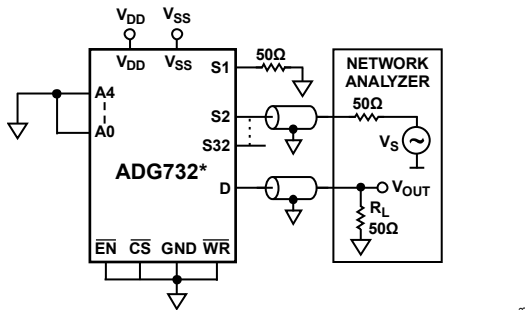 VDD VSS
VDD VSS
S1
50Ω
NETWORK
ANALYZER
A4
A0
S2
50Ω
VS
S32
ADG732*
D
VOUT
RL
50Ω
EN CS GND WR